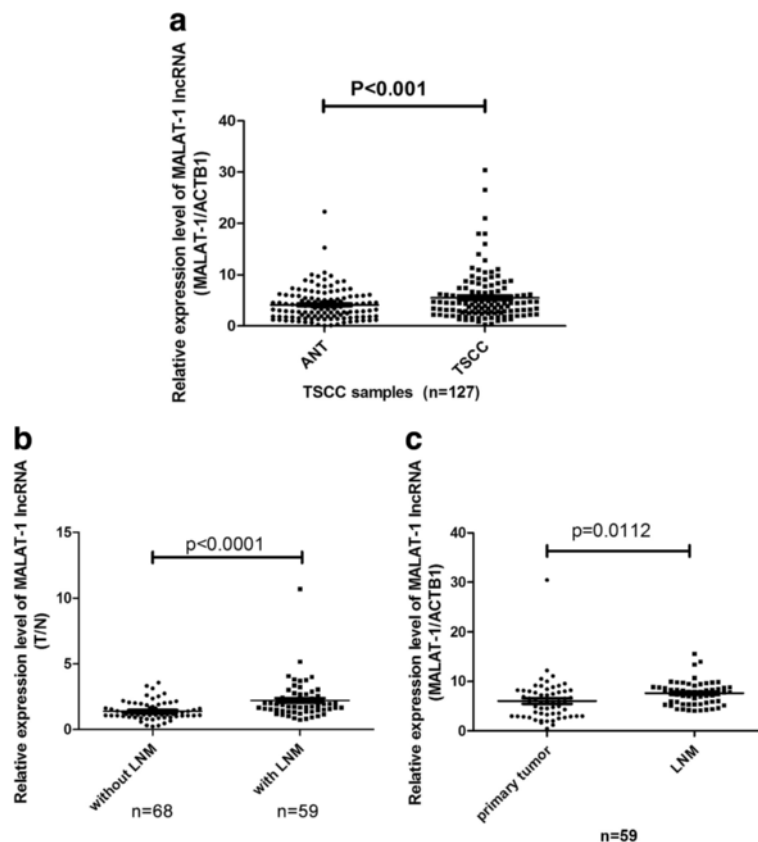 a
P<0.001
Relative expression level of MALAT-1 lncRNA
(MALAT-1/ACTB1)
40
30
20
10
0
ANT
TSCC
TSCC samples (n=127)
b
Relative expression level of MALAT-1 lncRNA
(T/N)
p<0.0001
15
10
5
0
without LNM
with LNM
n=68
n=59
c
Relative expression level of MALAT-1 lncRNA
(MALAT-1/ACTB1)
p=0.0112
40
30
20
10
0
primary tumor
LNM
n=59